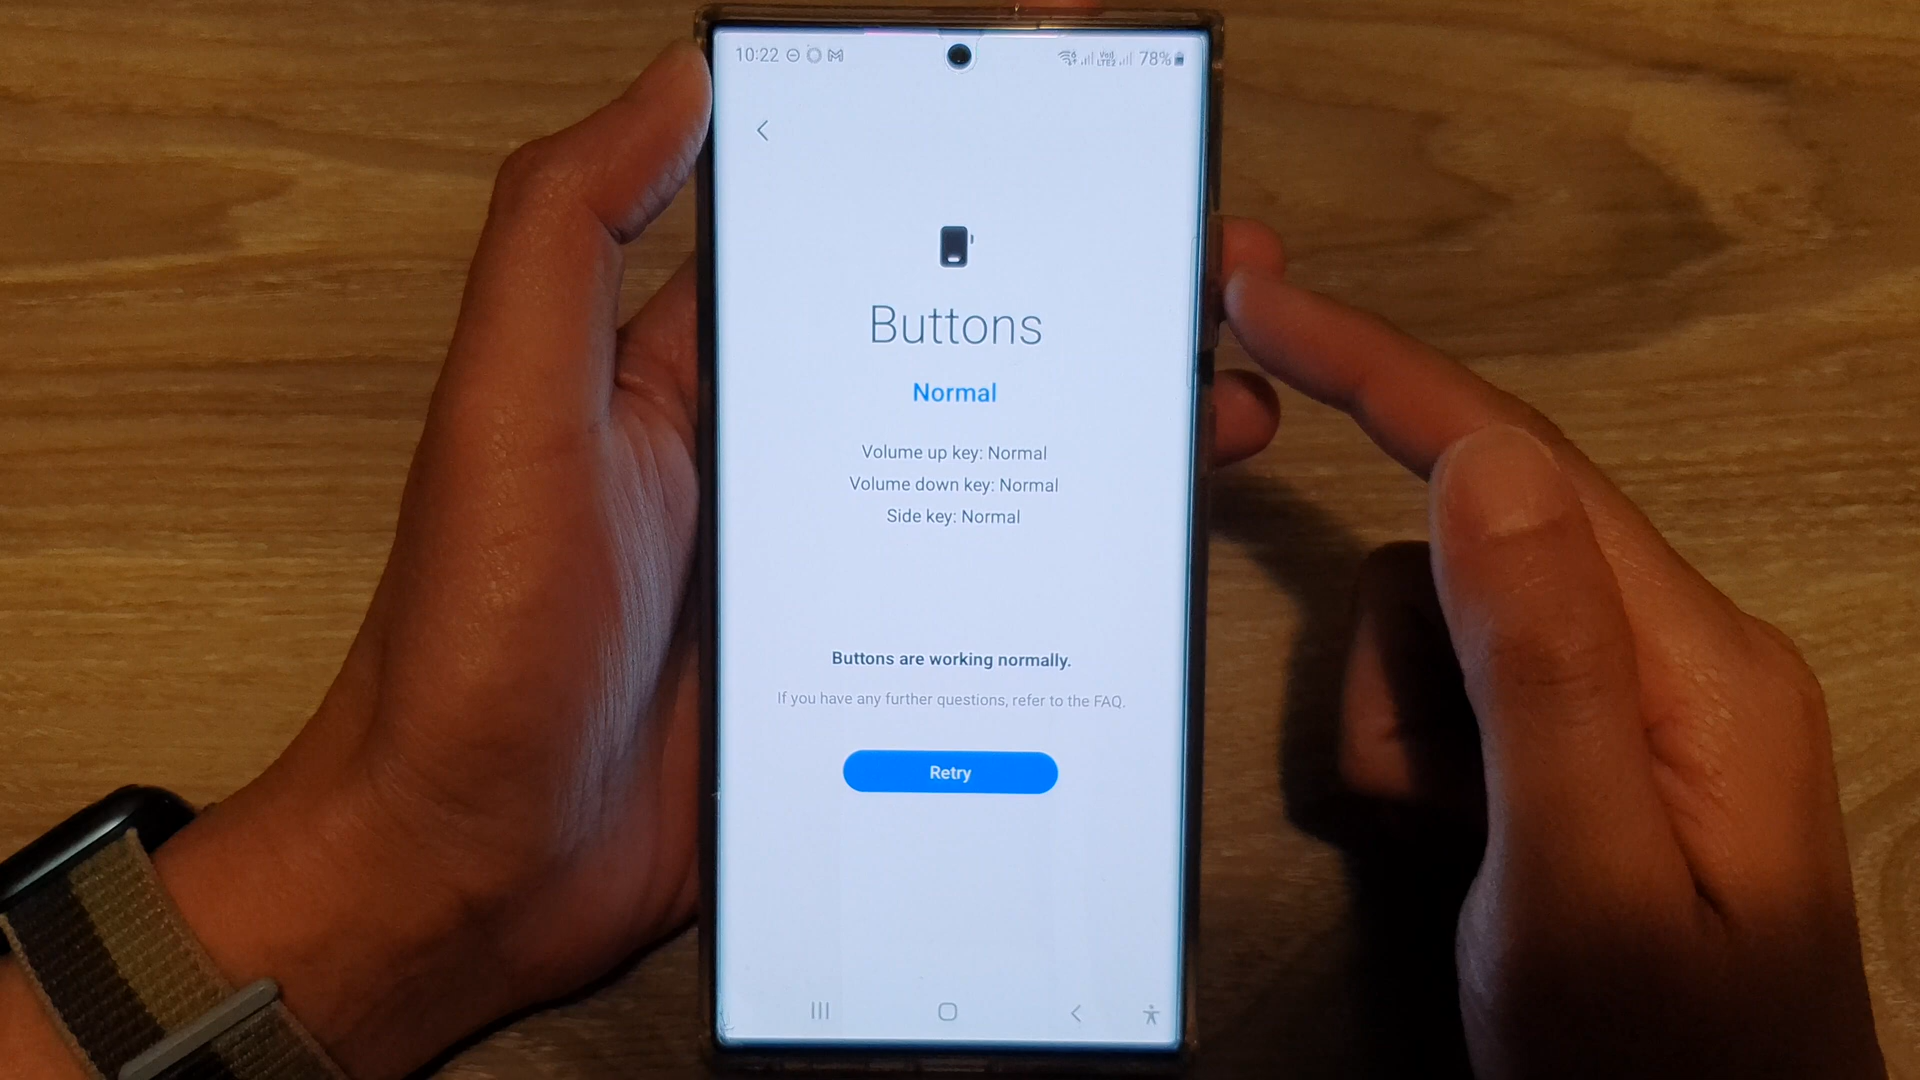 10:22 78%
Buttons
Normal
Volume up key: Normal
Volume down key: Normal
Side key: Normal
Buttons are working normally.
If you have any further questions, refer to the FAQ.
Retry